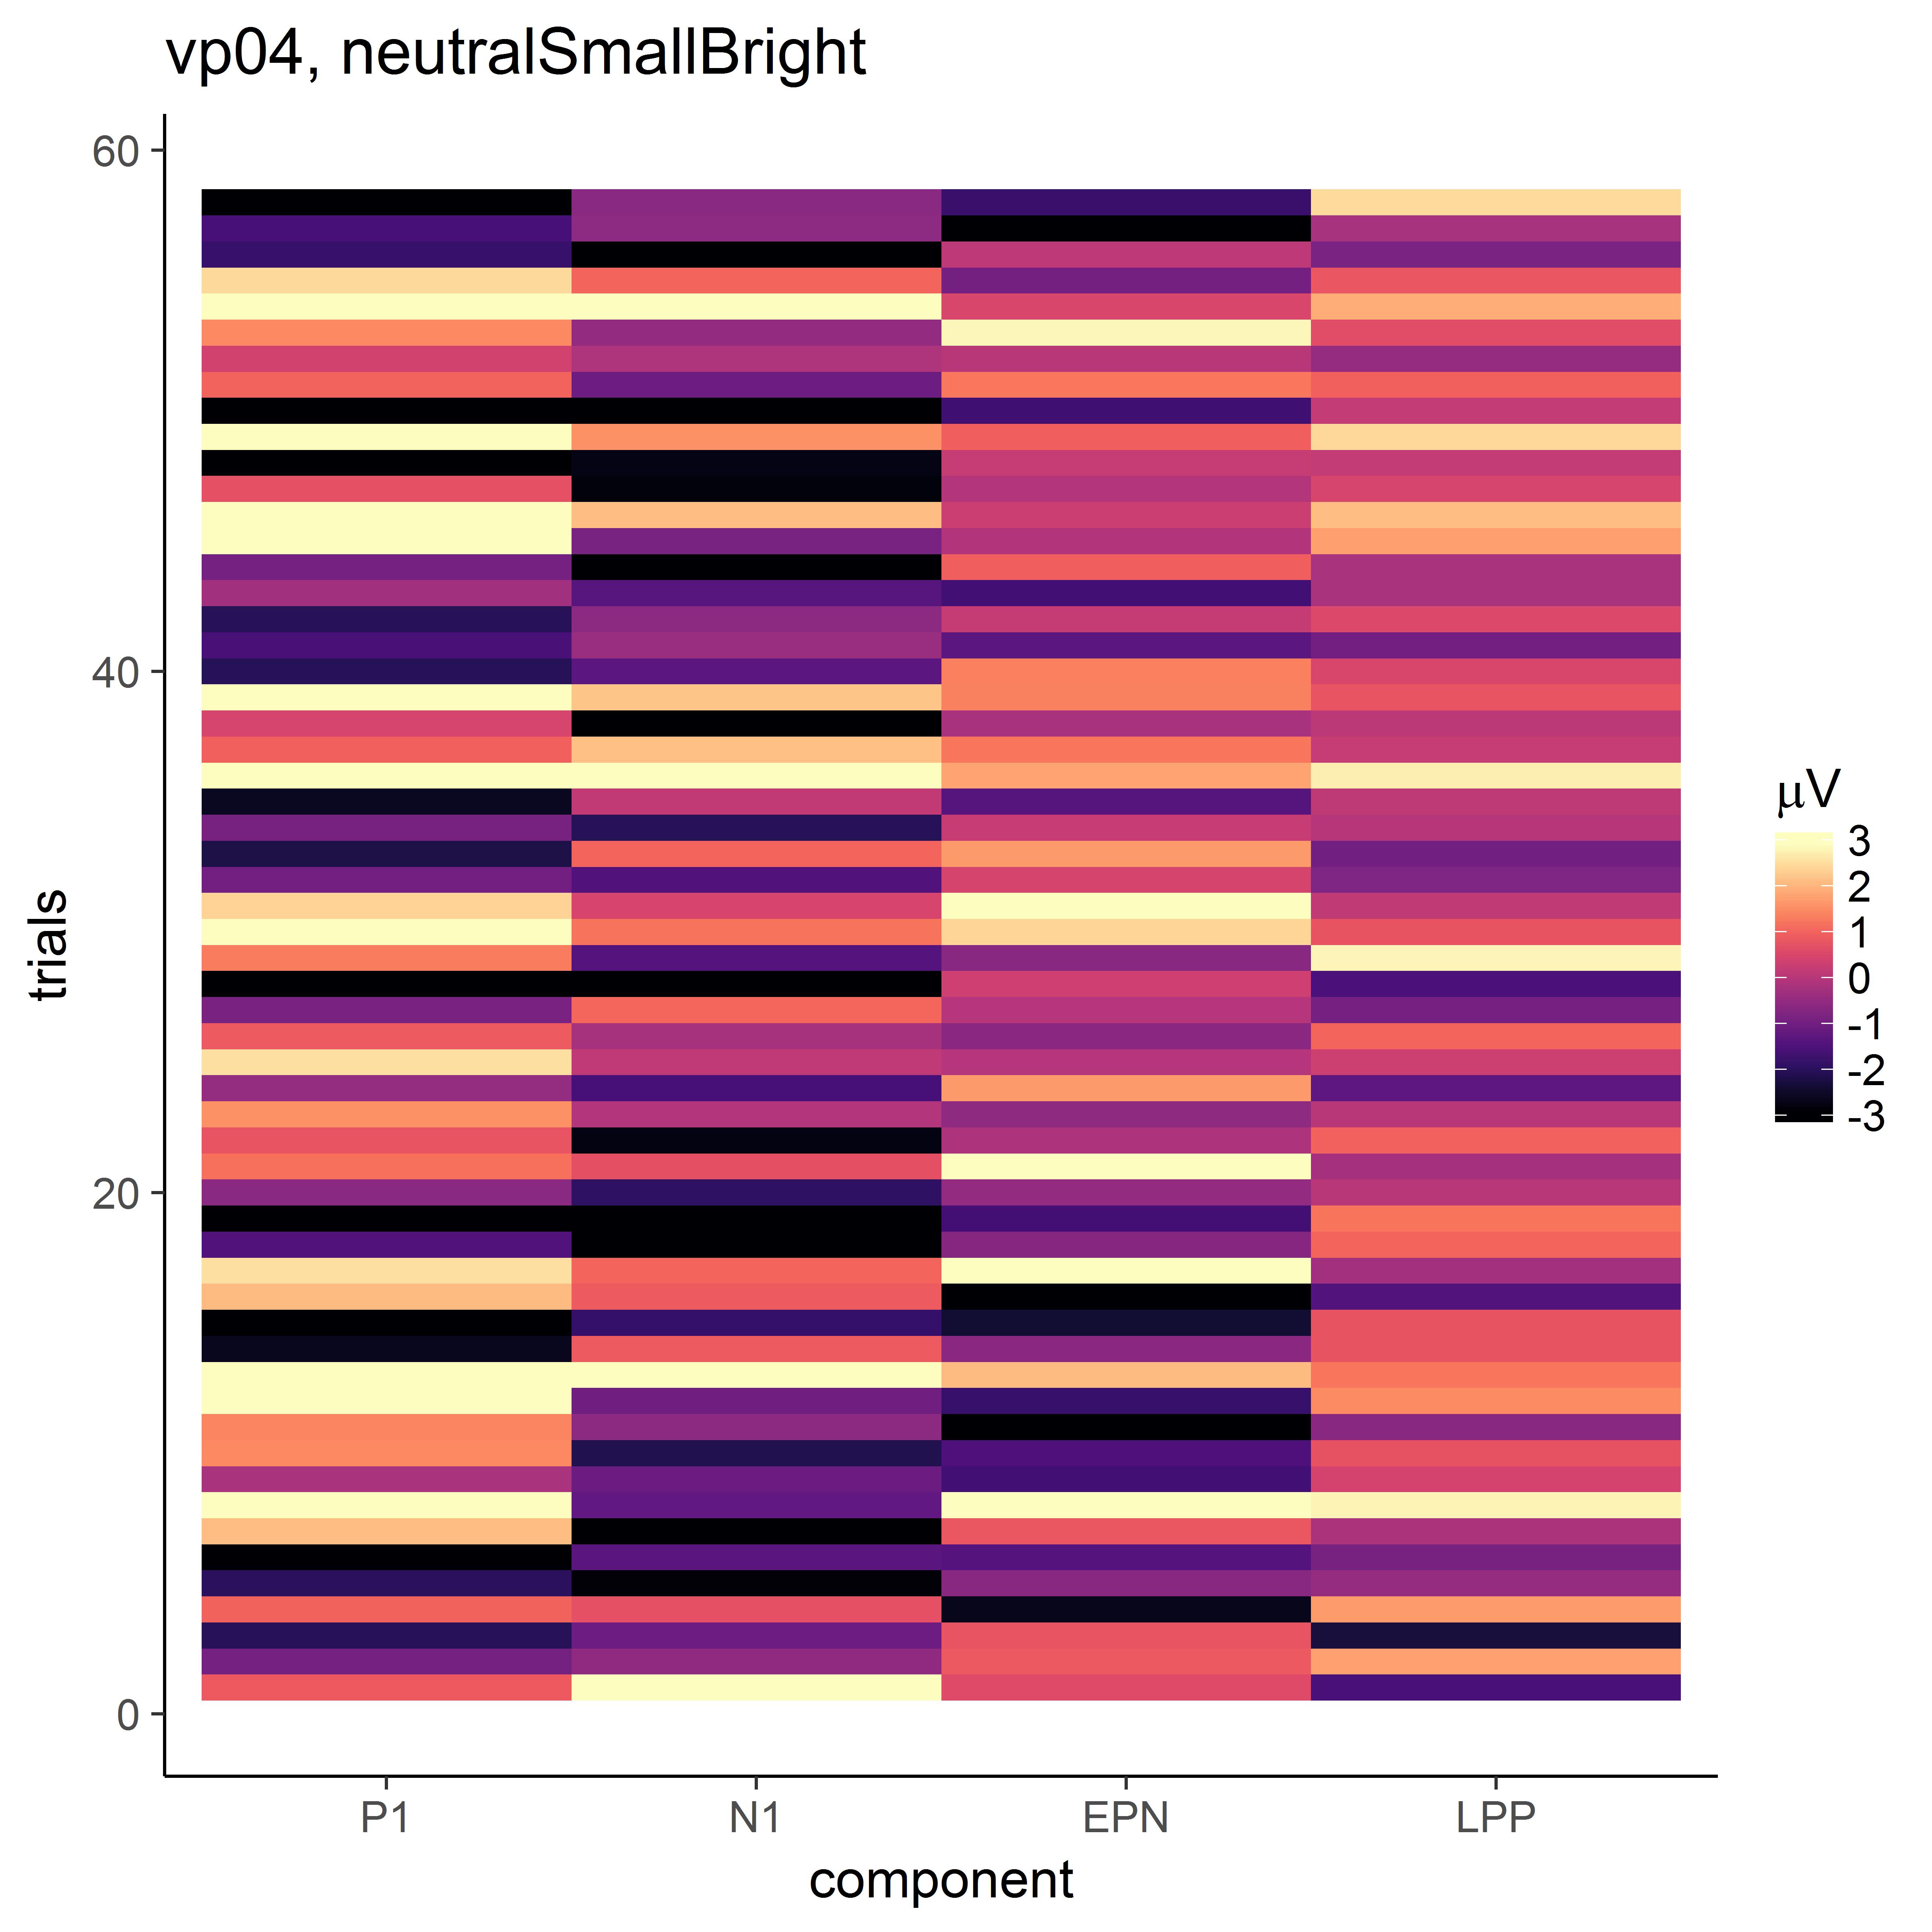 vp04, neutralSmallBright
60
40
20
0
trials
P1 N1 EPN LPP
component
μV
3
2
1
0
-1
-2
-3